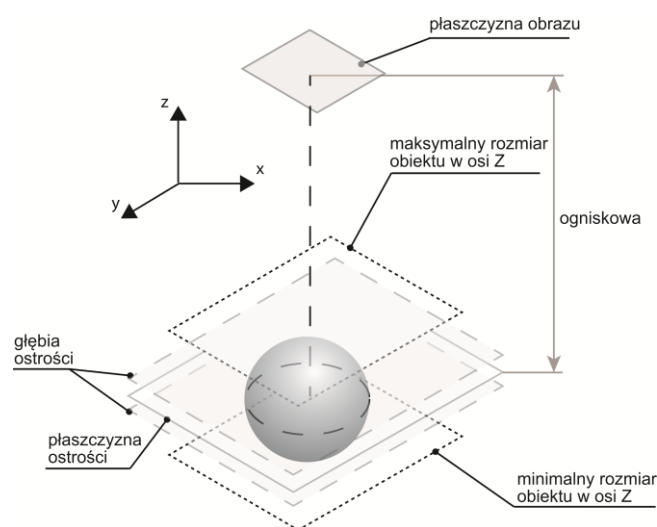 płaszczyzna obrazu
z
x
y
maksymalny rozmiar
obiektu w osi Z
ogniskowa
głębia
ostrości
płaszczyzna
ostrości
minimalny rozmiar
obiektu w osi Z